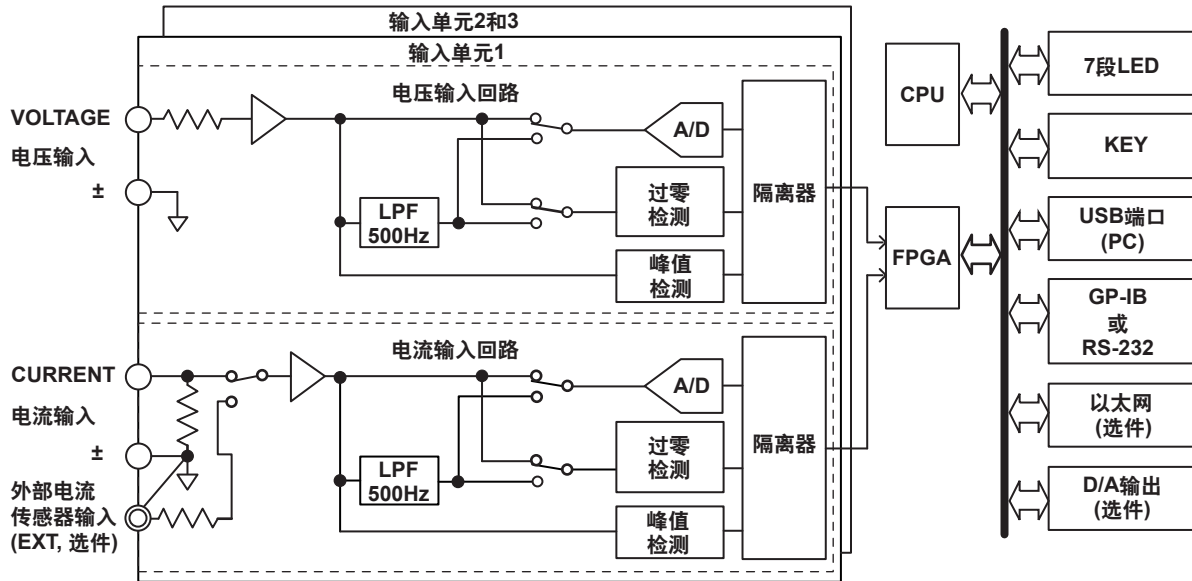 输入单元2和3
输入单元1
电压输入回路
VOLTAGE
电压输入
±
A/D
LPF
500Hz
过零
检测
峰值
检测
隔离器
电流输入回路
CURRENT
电流输入
±
外部电流
传感器输入
(EXT, 选件)
A/D
LPF
500Hz
过零
检测
峰值
检测
隔离器
CPU
FPGA
7段LED
KEY
USB端口
(PC)
GP-IB
或
RS-232
以太网
(选件)
D/A输出
(选件)